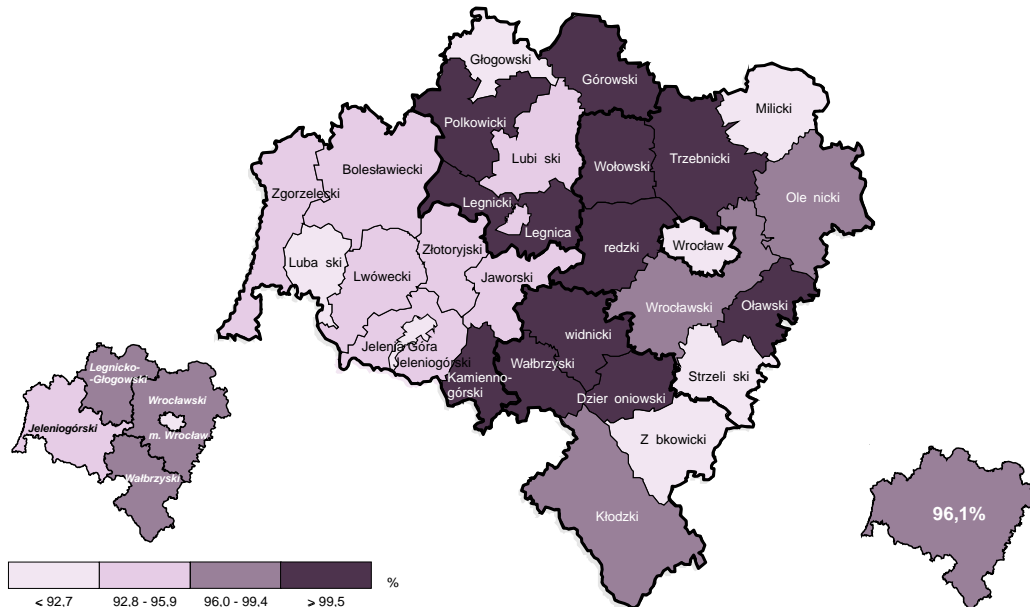 Głogowski
Górowski
Milicki
Polkowicki
Lubi ski
Wołowski
Trzebnicki
Bolesławiecki
Zgorzelecki
Ole nicki
Legnicki
Legnica
Złotoryjski
redzki
Wrocław
Luba ski
Lwówecki
Jaworski
Wrocławski
Oławski
widnicki
Jelenia Góra
Jeleniogórski
Wałbrzyski
Kamienno-
górski
Strzeli ski
Dzier oniowski
Z bkowicki
Kłodzki
Legnicko-
-Głogowski
Wrocławski
Jeleniogórski
m. Wrocław
Wałbrzyski
96,1%
%
< 92,7 92,8 - 95,9 96,0 - 99,4 > 99,5